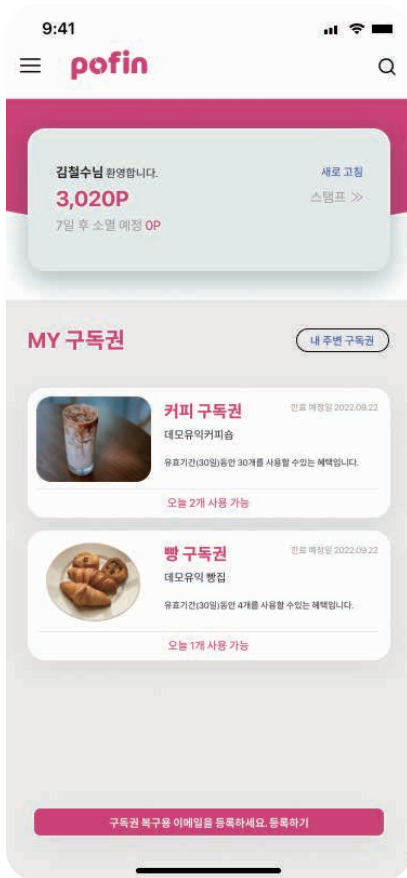 9:41
pofin
김철수님 환영합니다.
새로 고침
3,020P
스탬프 ≫
7일 후 소멸 예정 0P
MY 구독권
내 주변 구독권
커피 구독권
만료 예정일 2022.09.22
데모유익커피숍
유효기간(30일)동안 30개를 사용할 수있는 혜택입니다.
오늘 2개 사용 가능
빵 구독권
만료 예정일 2022.09.22
데모유익 빵집
유효기간(30일)동안 4개를 사용할 수있는 혜택입니다.
오늘 1개 사용 가능
구독권 복구용 이메일을 등록하세요. 등록하기